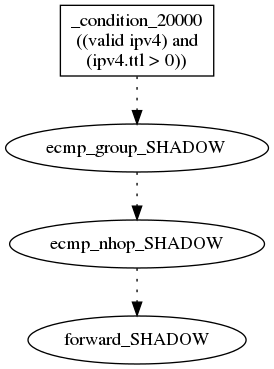 _condition_20000
((valid ipv4) and
(ipv4.ttl > 0))
ecmp_group_SHADOW
ecmp_nhop_SHADOW
forward_SHADOW